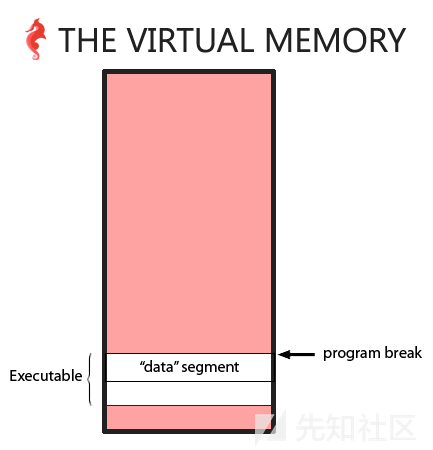 THE VIRTUAL MEMORY
program break
“data” segment
Executable
先知社区